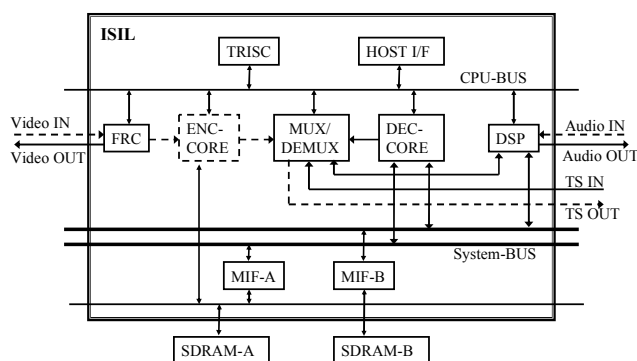 ISIL
TRISC
HOST I/F
CPU-BUS
Video IN
Video OUT
FRC
ENC-
CORE
MUX/
DEMUX
DEC-
CORE
DSP
Audio IN
Audio OUT
TS IN
TS OUT
System-BUS
MIF-A
MIF-B
SDRAM-A
SDRAM-B